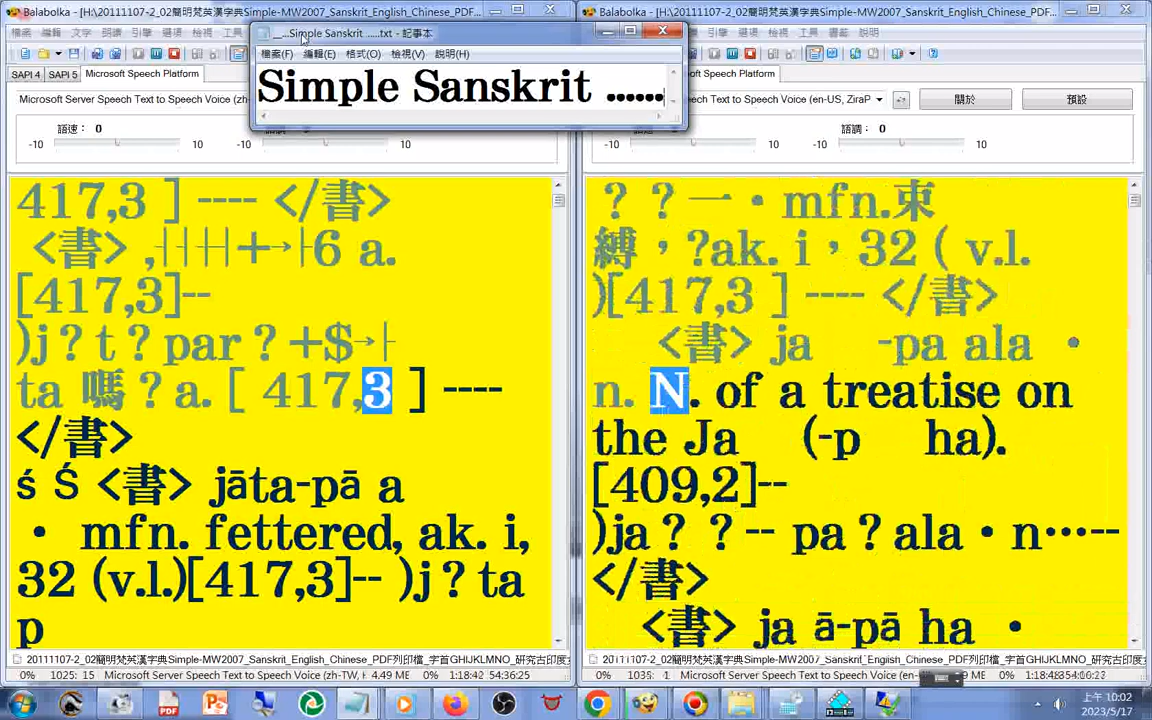 Balabolka - [H:\20111107-2_02簡明梵英漢字典Simple-MW2007_Sanskrit_English_Chinese_PDF...
Balabolka - [H:\20111107-2_02簡明梵英漢字典Simple-MW2007_Sanskrit_English_Chinese_PDF...
__...Simple Sanskrit ......txt - 記事本
檔案(F) 編輯(E) 格式(O) 檢視(V) 說明(H)
Simple Sanskrit ......
SAPI 4 SAPI 5 Microsoft Speech Platform
Speech Platform
Microsoft Server Speech Text to Speech Voice (zh-
Speech Text to Speech Voice (en-US, ZiraP
關於
預設
語速： 0
語調： 0
-10 10 10
-10 10 -10 10
417,3 ] ---- </書>
<書> ,┤┤├┤├┤+→├6 a.
[417,3]--
)j？t？par？+$→├
ta 嗎？a. [ 417,3 ] ----
</書>
ś Ś <書> jāta-pā a
• mfn. fettered, ak. i,
32 (v.l.)[417,3]-- )j？ta
p
？？一•mfn.束
縛，?ak. i，32 ( v.l.
)[417,3 ] ---- </書>
<書> ja -pa ala •
n. N. of a treatise on
the Ja (-p ha).
[409,2]--
)ja？？-- pa？ala•n…--
</書>
<書> ja ā-pā ha •
20111107-2_02簡明梵英漢字典Simple-MW2007_Sanskrit_English_Chinese_PDF列印檔_字首GHIJKLMNO_研究古印度
20111107-2_02簡明梵英漢字典Simple-MW2007_Sanskrit_English_Chinese_PDF列印檔_字首GHIJKLMNO_研究古印度
0% 1025: 15 Microsoft Server Speech Text to Speech Voice (zh-TW, H 4.49 ME 0% 1:18:42 54:36:25
0% 1035: Microsoft Server Speech Text to Speech Voice ME 0%
上午 10:02
2023/5/17